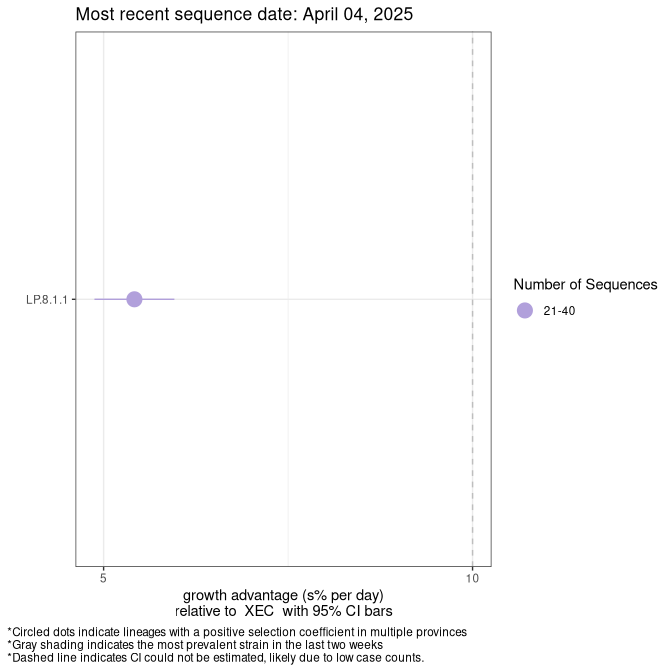 Most recent sequence date: April 04, 2025
LP.8.1.1
Number of Sequences
21-40
5
10
growth advantage (s% per day)
relative to XEC with 95% CI bars
*Circled dots indicate lineages with a positive selection coefficient in multiple provinces
*Gray shading indicates the most prevalent strain in the last two weeks
*Dashed line indicates CI could not be estimated, likely due to low case counts.